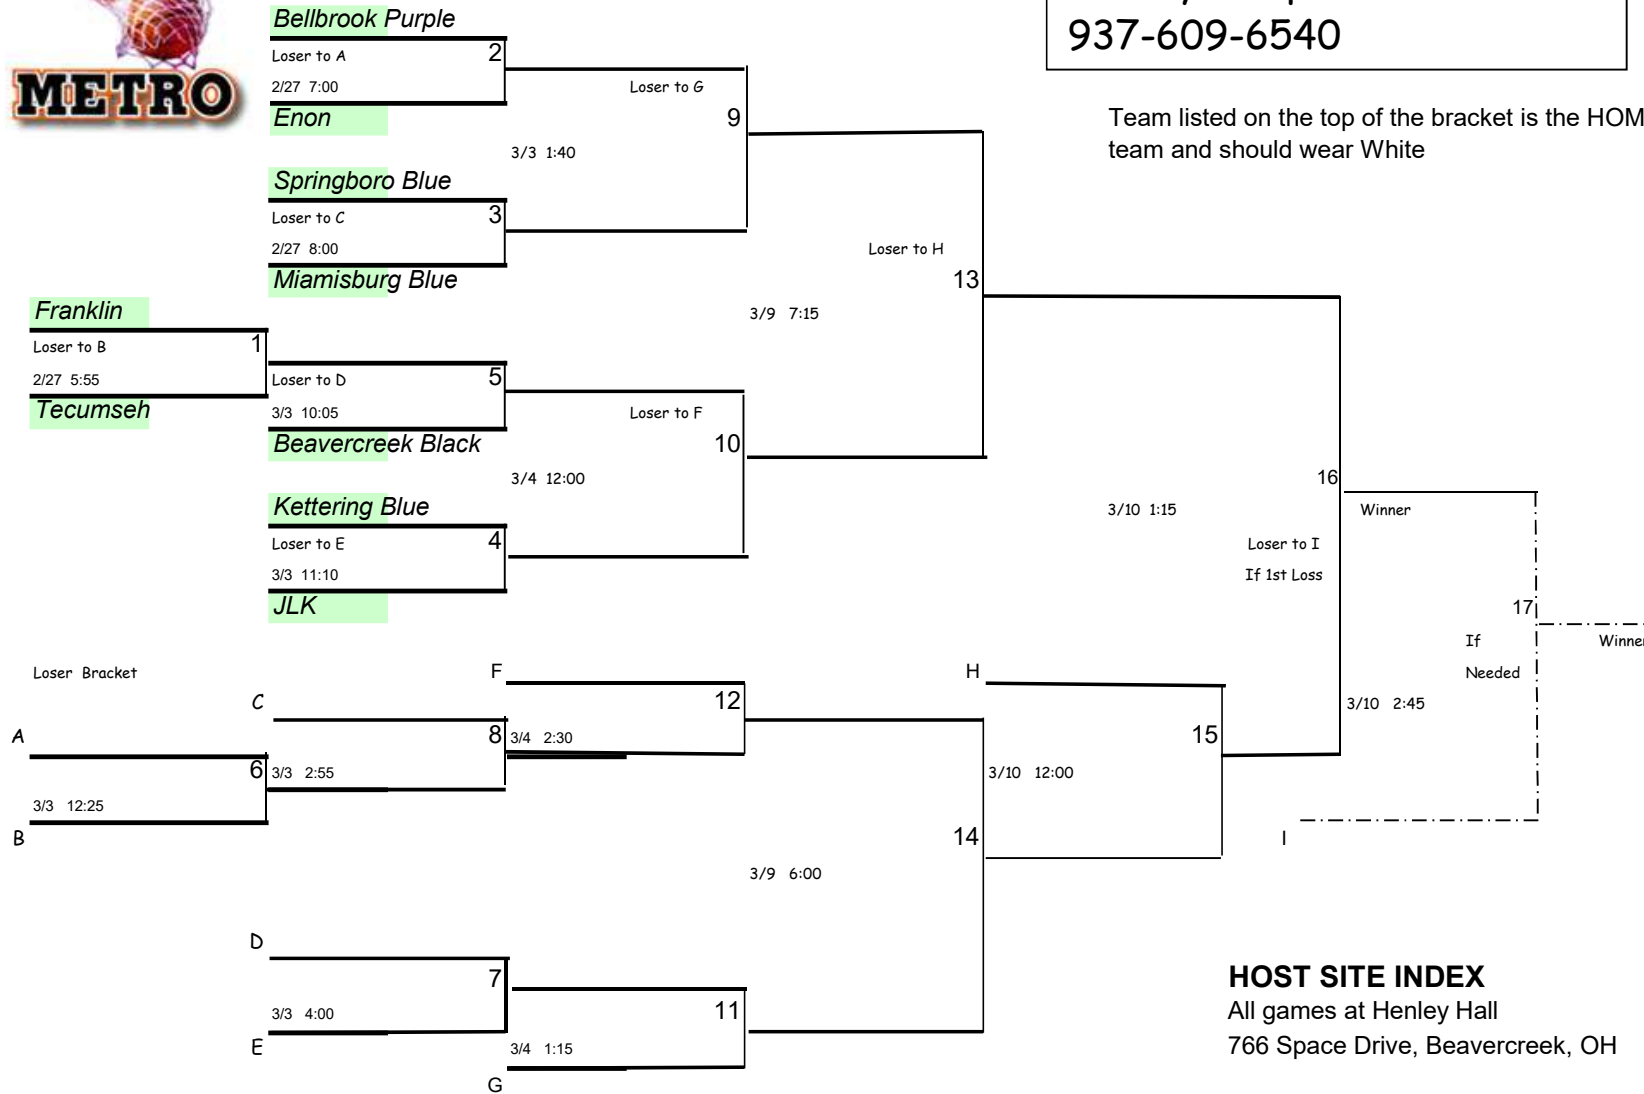 METRO
937-609-6540
Team listed on the top of the bracket is the HOM
team and should wear White
Bellbrook Purple
Loser to A
2
2/27 7:00
Enon
Loser to G
9
3/3 1:40
Springboro Blue
Loser to C
3
2/27 8:00
Miamisburg Blue
Loser to H
13
3/9 7:15
Franklin
Loser to B
1
2/27 5:55
Tecumseh
Loser to D
5
3/3 10:05
Beavercreek Black
Loser to F
10
3/4 12:00
Kettering Blue
Loser to E
4
3/3 11:10
JLK
16
3/10 1:15
Winner
Loser to I
If 1st Loss
17
If
Needed
Winner
3/10 2:45
Loser Bracket
F
12
3/4 2:30
H
15
3/10 12:00
C
8
3/3 2:55
A
6
3/3 12:25
B
14
3/9 6:00
I
D
7
3/3 4:00
E
11
3/4 1:15
G
HOST SITE INDEX
All games at Henley Hall
766 Space Drive, Beavercreek, OH